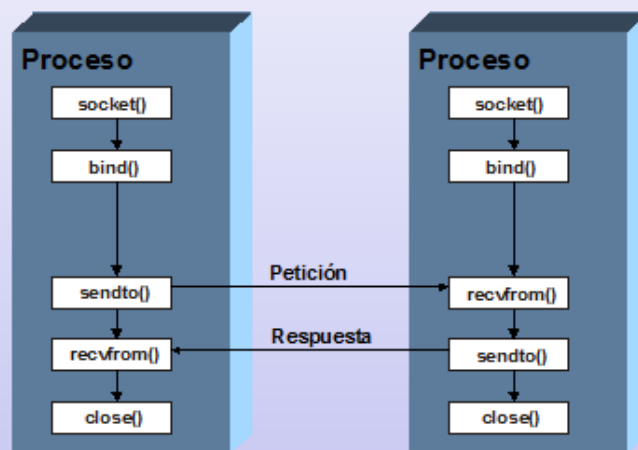 Proceso
socket()
bind()
sendto()
recvfrom()
close()
Petición
Respuesta
Proceso
socket()
bind()
recvfrom()
sendto()
close()